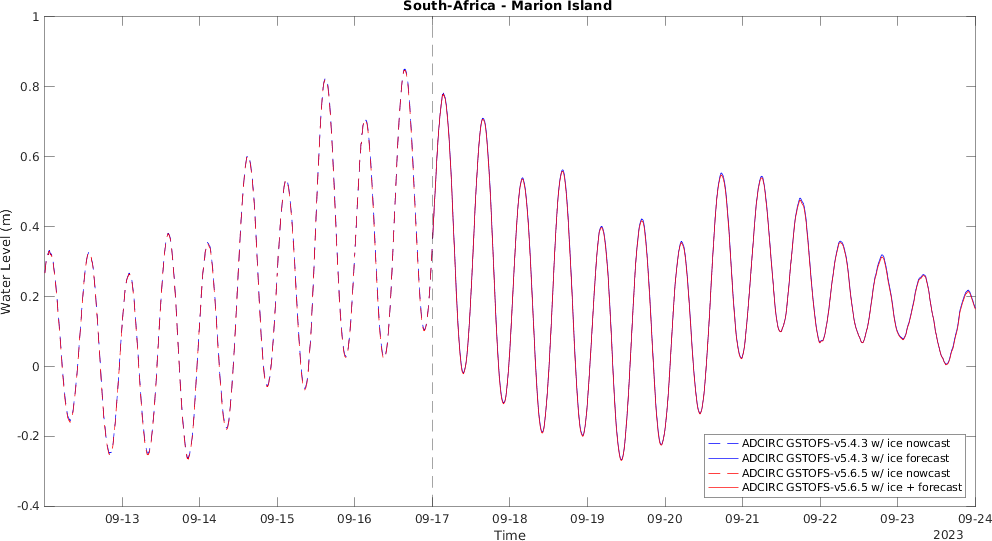 South-Africa - Marion Island
1
0.8
0.6
0.4
0.2
0
-0.2
-0.4
Water Level (m)
ADCIRC GSTOFS-v5.4.3 w/ ice nowcast
ADCIRC GSTOFS-v5.4.3 w/ ice forecast
ADCIRC GSTOFS-v5.6.5 w/ ice nowcast
ADCIRC GSTOFS-v5.6.5 w/ ice + forecast
09-13 09-14 09-15 09-16 09-17 09-18 09-19 09-20 09-21 09-22 09-23 09-24
Time
2023